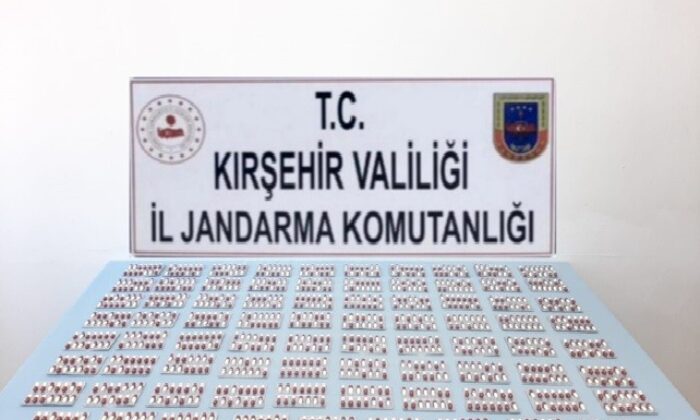 T.C.
KIRŞEHİR VALİLİĞİ
İL JANDARMA KOMUTANLIĞI